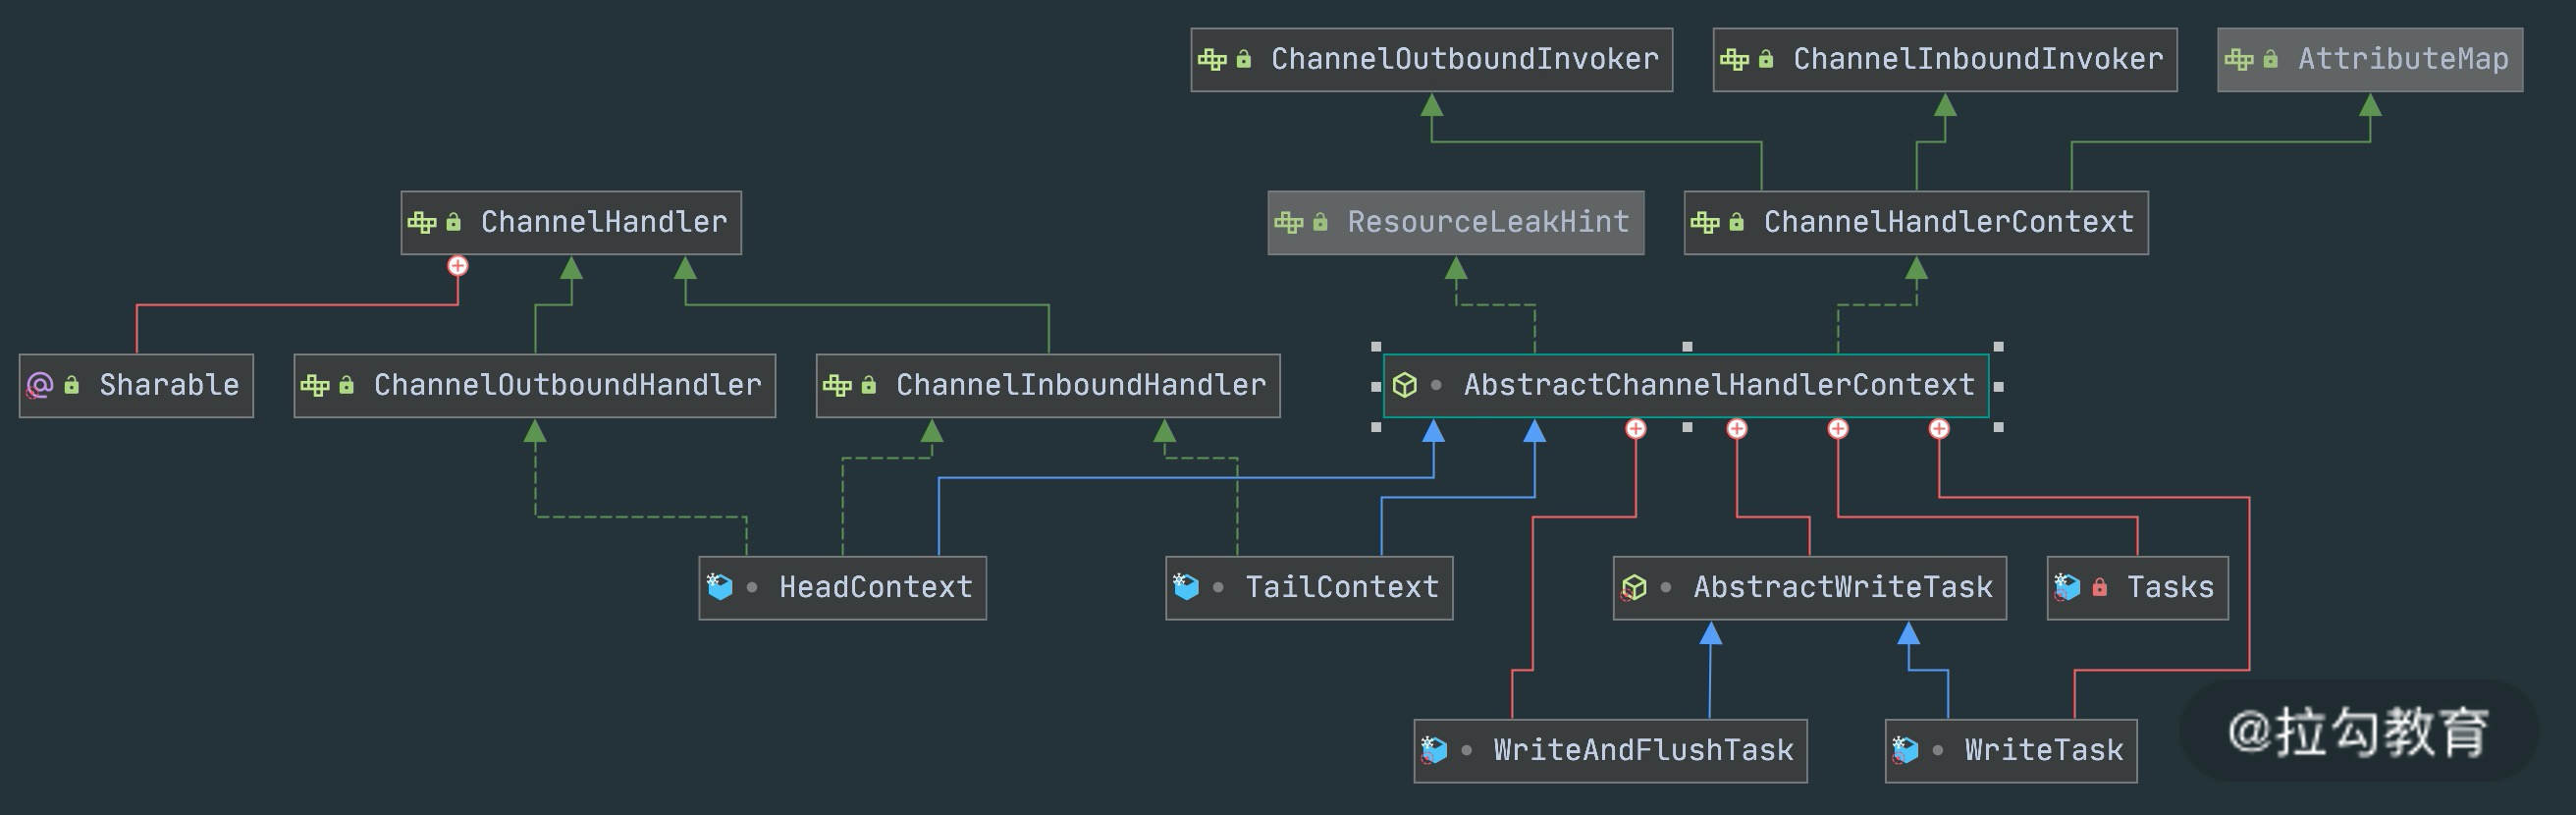 ChannelOutboundInvoker
ChannelInboundInvoker
AttributeMap
ChannelHandler
ResourceLeakHint
ChannelHandlerContext
Sharable
ChannelOutboundHandler
ChannelInboundHandler
AbstractChannelHandlerContext
HeadContext
TailContext
AbstractWriteTask
Tasks
WriteAndFlushTask
WriteTask
@拉勾教育